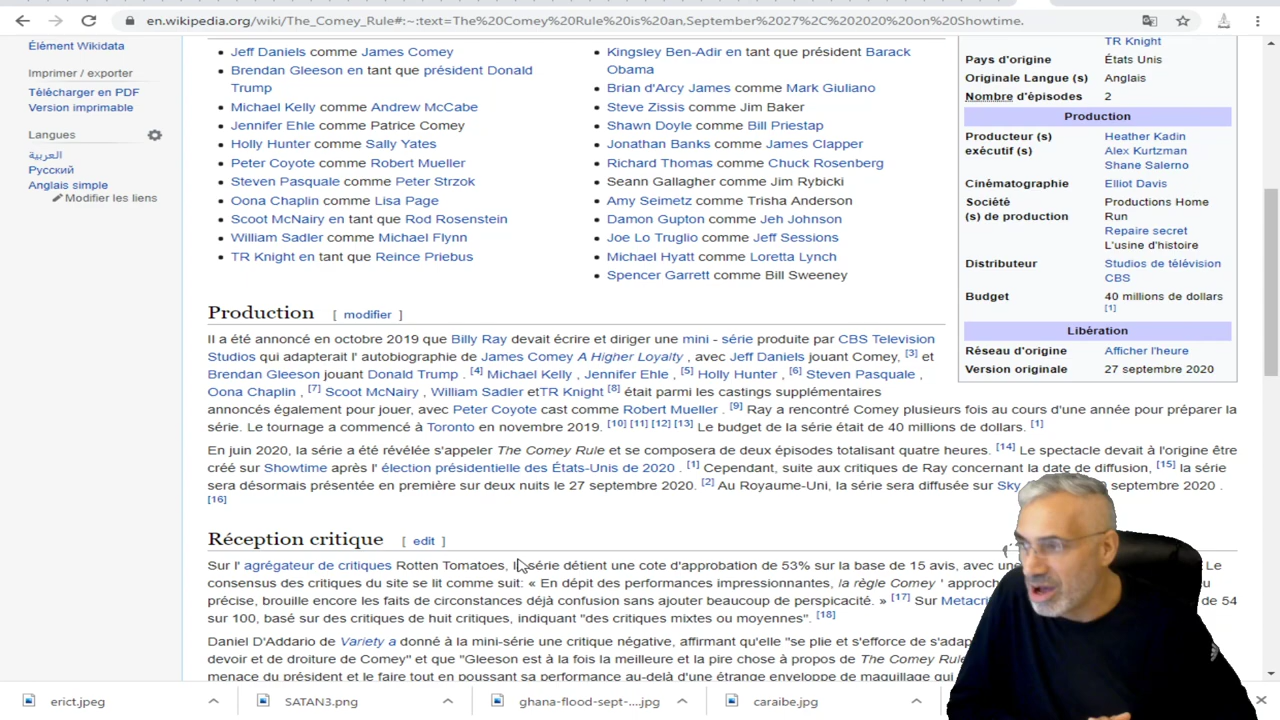 en.wikipedia.org/wiki/The_Comey_Rule#:~:text=The%20Comey%20Rule%20is%20an,September%2027%2C%202020%20on%20Showtime.
Élément Wikidata
Imprimer / exporter
Télécharger en PDF
Version imprimable
Langues
العربية
Русский
Anglais simple
Modifier les liens
Jeff Daniels comme James Comey
Brendan Gleeson en tant que président Donald
Trump
Michael Kelly comme Andrew McCabe
Jennifer Ehle comme Patrice Comey
Holly Hunter comme Sally Yates
Peter Coyote comme Robert Mueller
Steven Pasquale comme Peter Strzok
Oona Chaplin comme Lisa Page
Scoot McNairy en tant que Rod Rosenstein
William Sadler comme Michael Flynn
TR Knight en tant que Reince Priebus
Kingsley Ben-Adir en tant que président Barack
Obama
Brian d'Arcy James comme Mark Giuliano
Steve Zissis comme Jim Baker
Shawn Doyle comme Bill Priestap
Jonathan Banks comme James Clapper
Richard Thomas comme Chuck Rosenberg
Seann Gallagher comme Jim Rybicki
Amy Seimetz comme Trisha Anderson
Damon Gupton comme Jeh Johnson
Joe Lo Truglio comme Jeff Sessions
Michael Hyatt comme Loretta Lynch
Spencer Garrett comme Bill Sweeney
TR Knight
Pays d'origine États Unis
Originale Langue (s) Anglais
Nombre d'épisodes 2
Production
Producteur (s) Heather Kadin
exécutif (s) Alex Kurtzman
Shane Salerno
Cinématographie Elliot Davis
Société Productions Home
(s) de production Run
Repaire secret
L'usine d'histoire
Distributeur Studios de télévision
CBS
Budget 40 millions de dollars
[1]
Libération
Réseau d'origine Afficher l'heure
Version originale 27 septembre 2020
Production [ modifier ]
Il a été annoncé en octobre 2019 que Billy Ray devait écrire et diriger une mini - série produite par CBS Television
Studios qui adapterait l' autobiographie de James Comey A Higher Loyalty , avec Jeff Daniels jouant Comey, [3] et
Brendan Gleeson jouant Donald Trump . [4] Michael Kelly , Jennifer Ehle , [5] Holly Hunter , [6] Steven Pasquale ,
Oona Chaplin , [7] Scoot McNairy , William Sadler etTR Knight [8] était parmi les castings supplémentaires
annoncés également pour jouer, avec Peter Coyote cast comme Robert Mueller . [9] Ray a rencontré Comey plusieurs fois au cours d'une année pour préparer la
série. Le tournage a commencé à Toronto en novembre 2019. [10] [11] [12] [13] Le budget de la série était de 40 millions de dollars. [1]
En juin 2020, la série a été révélée s'appeler The Comey Rule et se composera de deux épisodes totalisant quatre heures. [14] Le spectacle devait à l'origine être
créé sur Showtime après l' élection présidentielle des États-Unis de 2020 . [1] Cependant, suite aux critiques de Ray concernant la date de diffusion, [15] la série
sera désormais présentée en première sur deux nuits le 27 septembre 2020. [2] Au Royaume-Uni, la série sera diffusée sur Sky septembre 2020 .
[16]
Réception critique [ edit ]
Sur l' agrégateur de critiques Rotten Tomatoes, la série détient une cote d'approbation de 53% sur la base de 15 avis, avec une Le
consensus des critiques du site se lit comme suit: « En dépit des performances impressionnantes, la règle Comey ' approch
précise, brouille encore les faits de circonstances déjà confusion sans ajouter beaucoup de perspicacité. » [17] Sur Metacri de 54
sur 100, basé sur des critiques de huit critiques, indiquant "des critiques mixtes ou moyennes". [18]
Daniel D'Addario de Variety a donné à la mini-série une critique négative, affirmant qu'elle "se plie et s'efforce de s'adap
devoir et de droiture de Comey" et que "Gleeson est à la fois la meilleure et la pire chose à propos de The Comey Rule
menace du président et le faire tout en poussant sa performance au-delà d'une étrange enveloppe de maquillage qui
erict.jpeg
SATAN3.png
ghana-flood-sept-....jpg
caraibe.jpg